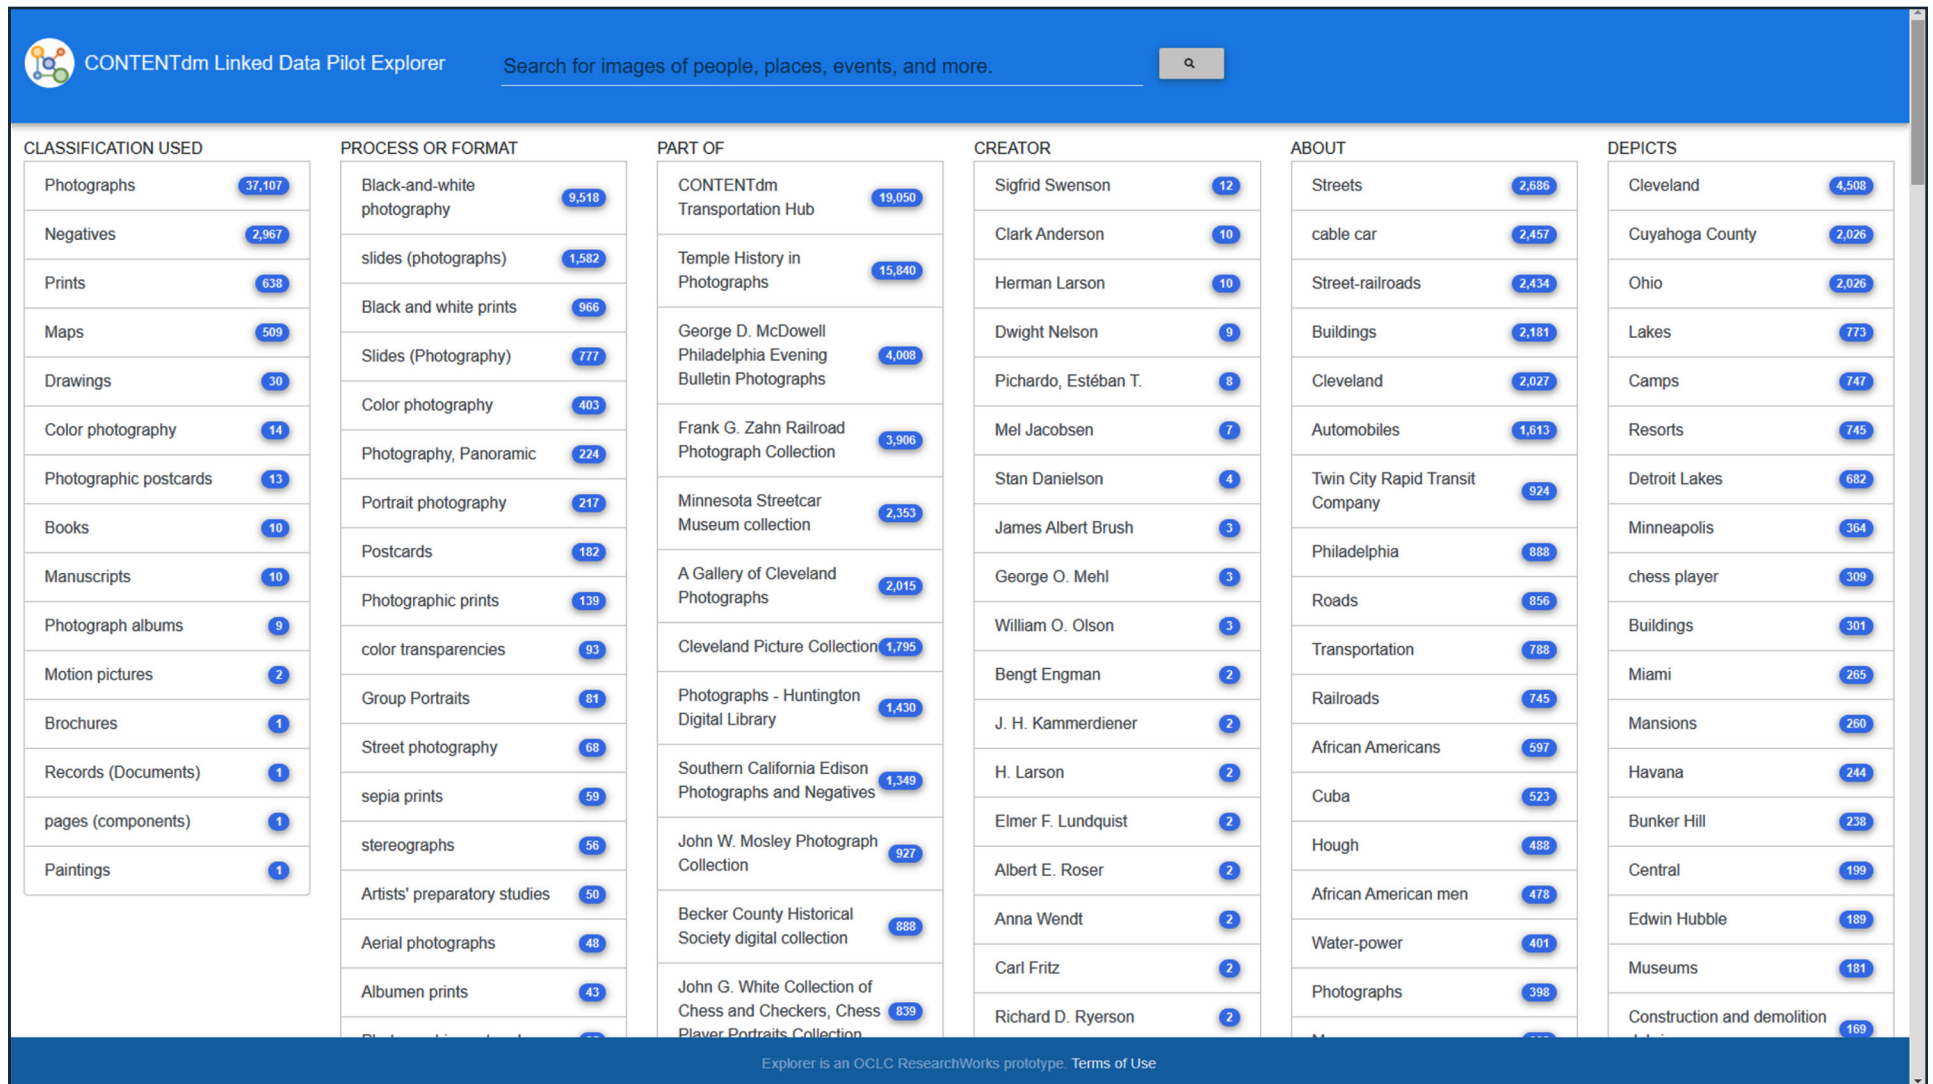 CONTENTdm Linked Data Pilot Explorer
Search for images of people, places, events, and more.
CLASSIFICATION USED
Photographs 37,107
Negatives 2,967
Prints 638
Maps 509
Drawings 30
Color photography 14
Photographic postcards 13
Books 10
Manuscripts 10
Photograph albums 9
Motion pictures 2
Brochures 1
Records (Documents) 1
pages (components) 1
Paintings 1
PROCESS OR FORMAT
Black-and-white
photography 9,518
slides (photographs) 1,582
Black and white prints 966
Slides (Photography) 777
Color photography 403
Photography, Panoramic 224
Portrait photography 217
Postcards 182
Photographic prints 139
color transparencies 93
Group Portraits 81
Street photography 68
sepia prints 59
stereographs 56
Artists' preparatory studies 50
Aerial photographs 48
Albumen prints 43
PART OF
CONTENTdm
Transportation Hub 19,050
Temple History in
Photographs 15,840
George D. McDowell
Philadelphia Evening 4,008
Bulletin Photographs
Frank G. Zahn Railroad
Photograph Collection 3,906
Minnesota Streetcar
Museum collection 2,353
A Gallery of Cleveland
Photographs 2,015
Cleveland Picture Collection 1,795
Photographs - Huntington
Digital Library 1,430
Southern California Edison
Photographs and Negatives 1,349
John W. Mosley Photograph
Collection 927
Becker County Historical
Society digital collection 888
John G. White Collection of
Chess and Checkers, Chess 839
Player Portraits Collection
CREATOR
Sigfrid Swenson 12
Clark Anderson 10
Herman Larson 10
Dwight Nelson 9
Pichardo, Estéban T. 8
Mel Jacobsen 7
Stan Danielson 4
James Albert Brush 3
George O. Mehl 3
William O. Olson 3
Bengt Engman 2
J. H. Kammerdiener 2
H. Larson 2
Elmer F. Lundquist 2
Albert E. Roser 2
Anna Wendt 2
Carl Fritz 2
Richard D. Ryerson 2
ABOUT
Streets 2,686
cable car 2,457
Street-railroads 2,434
Buildings 2,181
Cleveland 2,027
Automobiles 1,613
Twin City Rapid Transit
Company 924
Philadelphia 888
Roads 856
Transportation 788
Railroads 745
African Americans 597
Cuba 523
Hough 488
African American men 478
Water-power 401
Photographs 398
DEPICTS
Cleveland 4,508
Cuyahoga County 2,026
Ohio 2,026
Lakes 773
Camps 747
Resorts 745
Detroit Lakes 682
Minneapolis 364
chess player 309
Buildings 301
Miami 265
Mansions 260
Havana 244
Bunker Hill 238
Central 199
Edwin Hubble 189
Museums 181
Construction and demolition
169
Explorer is an OCLC ResearchWorks prototype. Terms of Use